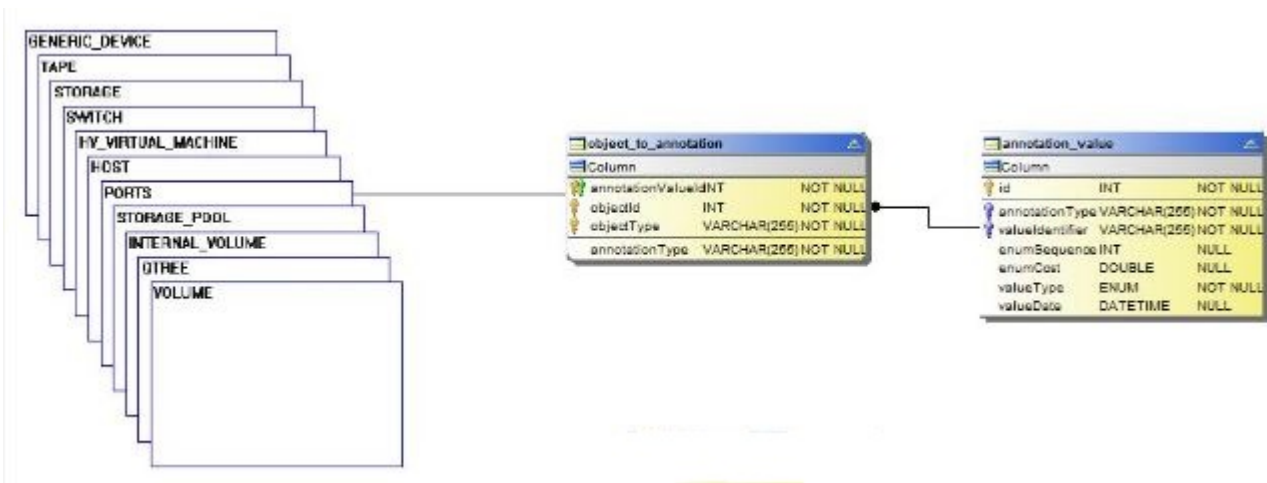 GENERIC_DEVICE
TAPE
STORAGE
SWITCH
HV_VIRTUAL_MACHINE
HOST
PORTS
STORAGE_POOL
INTERNAL_VOLUME
QTREE
VOLUME
object_to_annotation
Column
annotationValueId INT NOT NULL
objectId INT NOT NULL
objectType VARCHAR(255) NOT NULL
annotationType VARCHAR(255) NOT NULL
annotation_value
Column
id INT NOT NULL
annotationType VARCHAR(255) NOT NULL
valueIdentifier VARCHAR(255) NOT NULL
enumSequence INT NULL
enumCost DOUBLE NULL
valueType ENUM NOT NULL
valueDate DATETIME NULL